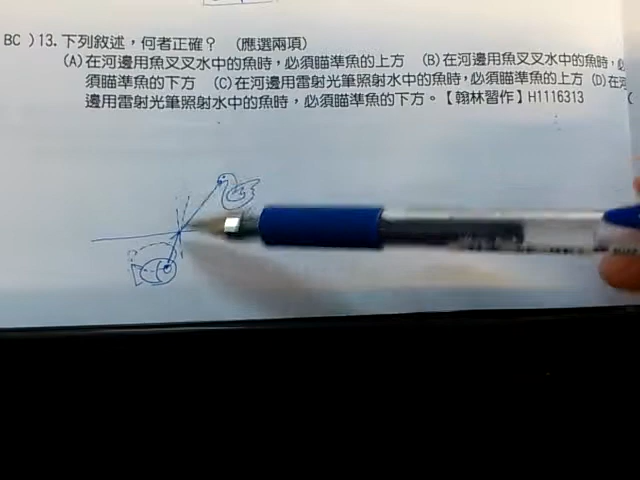 BC )13.下列敘述，何者正確？ (應選兩項)
(A)在河邊用魚叉叉水中的魚時，必須瞄準魚的上方 (B)在河邊用魚叉叉水中的魚時，必
須瞄準魚的下方 (C)在河邊用雷射光筆照射水中的魚時，必須瞄準魚的上方 (D)在河
邊用雷射光筆照射水中的魚時，必須瞄準魚的下方。【翰林習作】H1116313